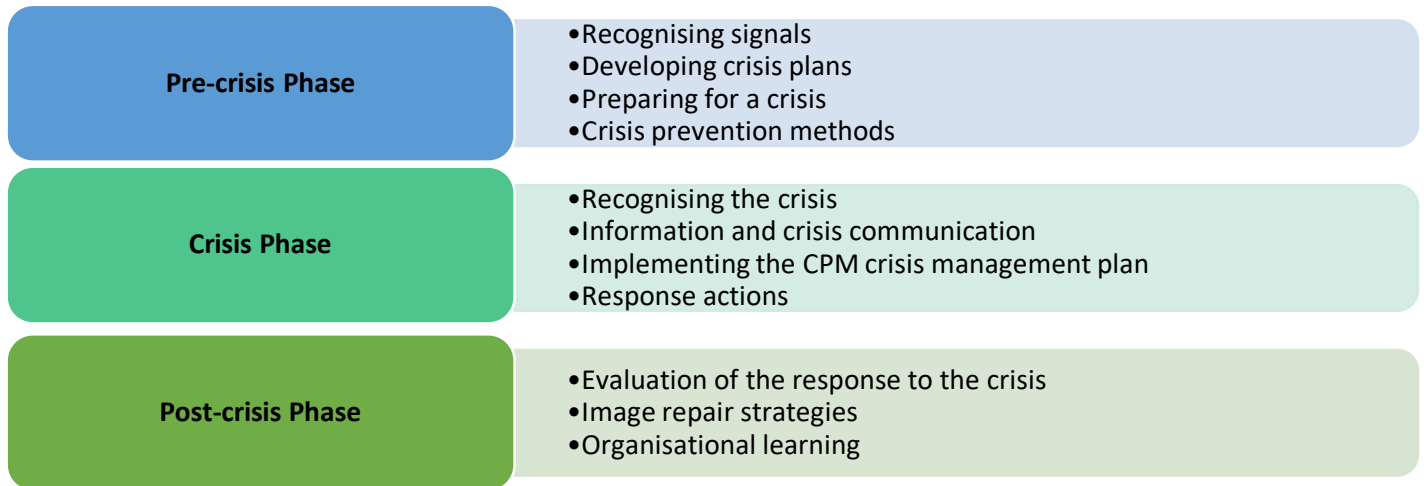 Pre-crisis Phase
•Recognising signals
•Developing crisis plans
•Preparing for a crisis
•Crisis prevention methods
Crisis Phase
•Recognising the crisis
•Information and crisis communication
•Implementing the CPM crisis management plan
•Response actions
Post-crisis Phase
•Evaluation of the response to the crisis
•Image repair strategies
•Organisational learning